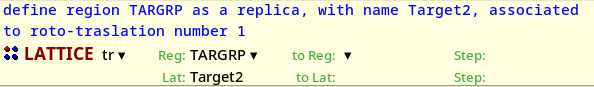 define region TARGRP as a replica, with name Target2, associated
to roto-traslation number 1
LATTICE tr ▾ Reg: TARGRP ▾ to Reg: ▾ Step:
Lat: Target2 to Lat: Step: